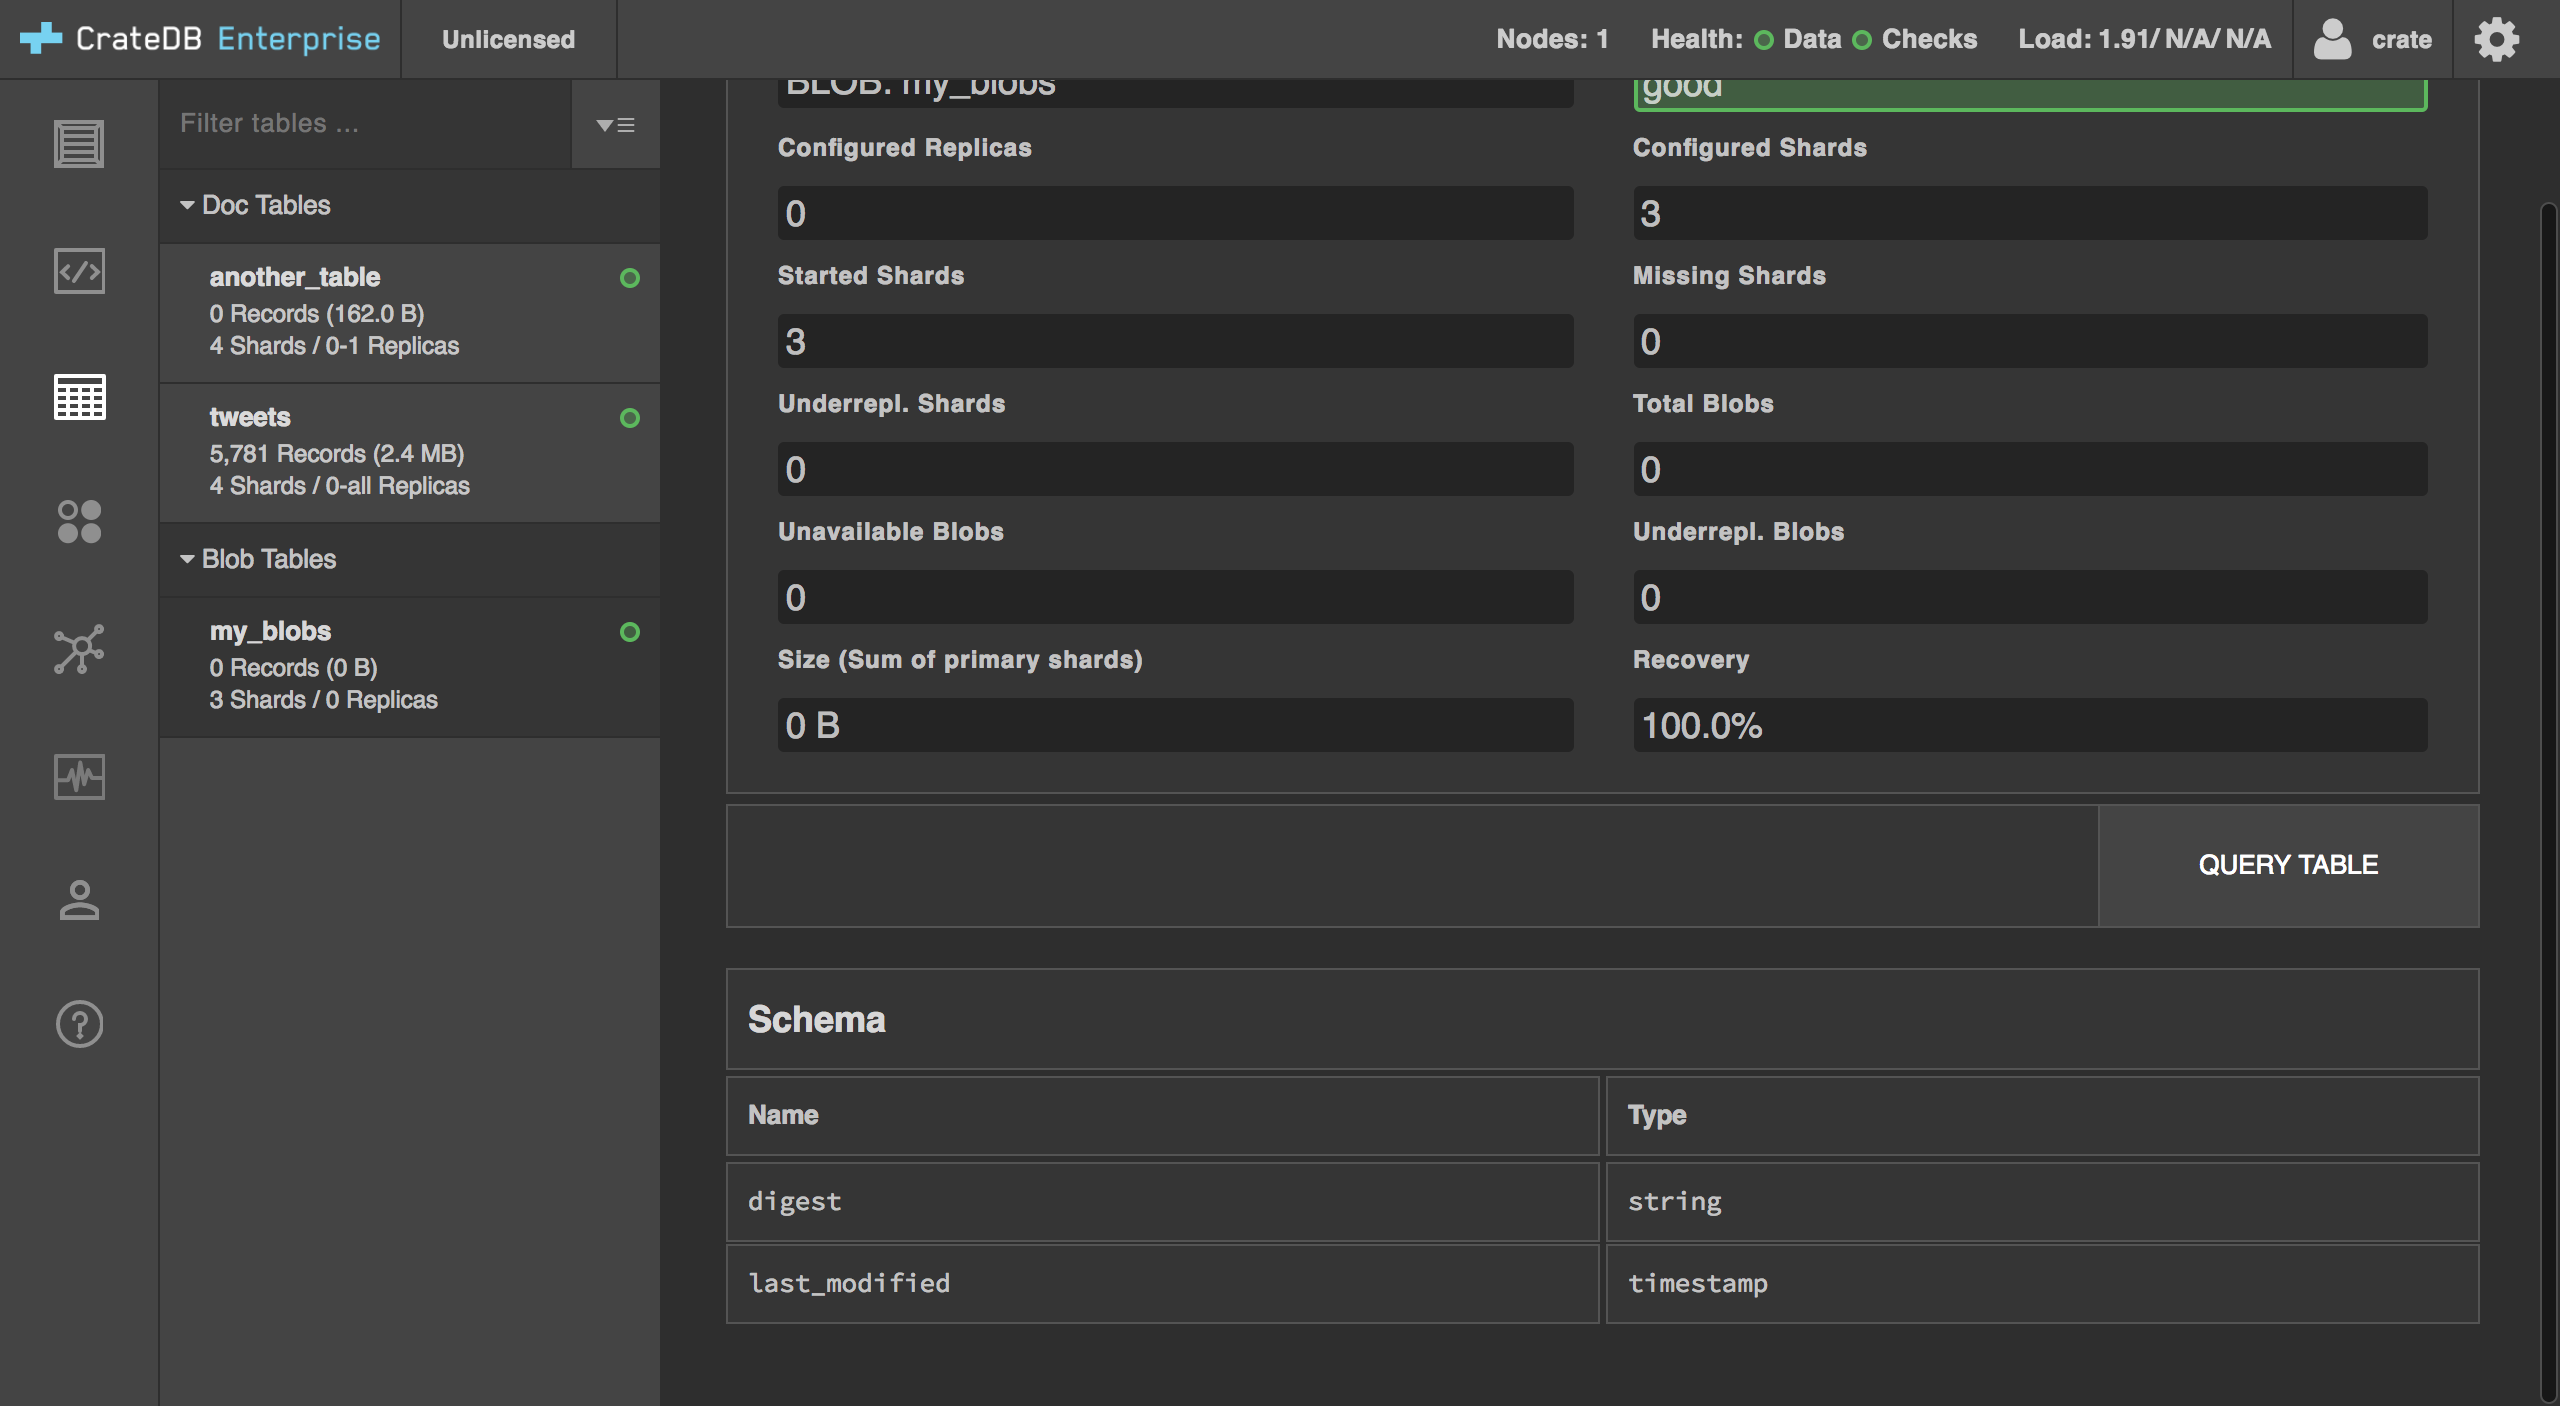 CrateDB Enterprise
Unlicensed
Nodes: 1
Health: Data Checks
Load: 1.91/ N/A/ N/A
crate
Filter tables ...
Doc Tables
another_table
0 Records (162.0 B)
4 Shards / 0-1 Replicas
tweets
5,781 Records (2.4 MB)
4 Shards / 0-all Replicas
Blob Tables
my_blobs
0 Records (0 B)
3 Shards / 0 Replicas
BLOB: my_blobs
good
Configured Replicas
Configured Shards
0
3
Started Shards
Missing Shards
3
0
Underrepl. Shards
Total Blobs
0
0
Unavailable Blobs
Underrepl. Blobs
0
0
Size (Sum of primary shards)
Recovery
0 B
100.0%
QUERY TABLE
Schema
Name
Type
digest
string
last_modified
timestamp